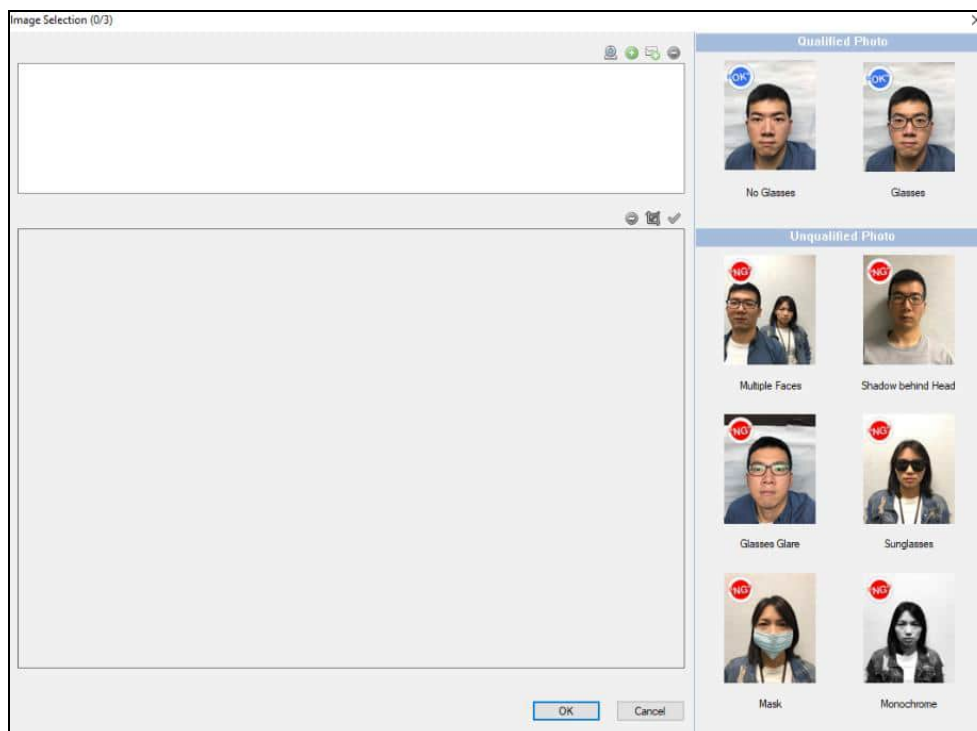 Image Selection (0/3)
Qualified Photo
OK
OK
No Glasses
Glasses
Unqualified Photo
NG
NG
Multiple Faces
Shadow behind Head
NG
NG
Glasses Glare
Sunglasses
NG
NG
Mask
Monochrome
OK
Cancel